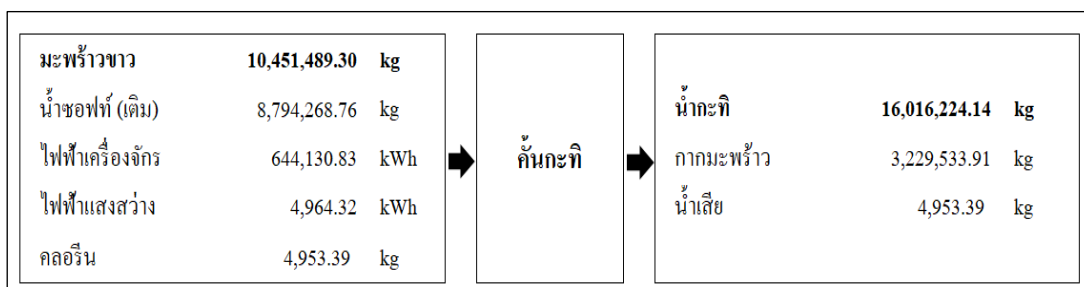 มะพร้าวขาว 10,451,489.30 kg
น้ำซอฟท์ (เติม) 8,794,268.76 kg
ไฟฟ้าเครื่องจักร 644,130.83 kWh
ไฟฟ้าแสงสว่าง 4,964.32 kWh
คลอรีน 4,953.39 kg
คั้นกะทิ
น้ำกะทิ 16,016,224.14 kg
กากมะพร้าว 3,229,533.91 kg
น้ำเสีย 4,953.39 kg